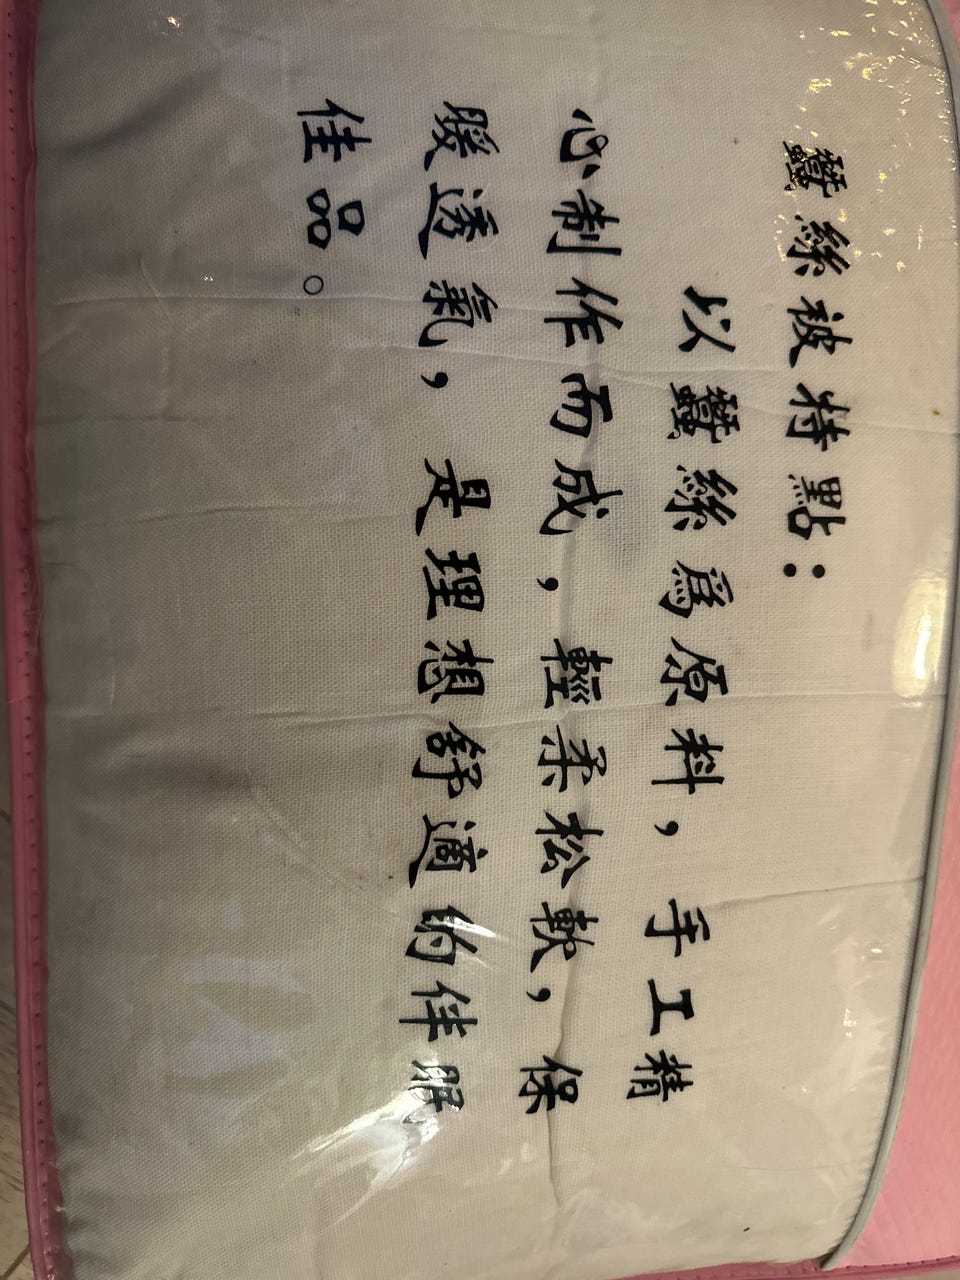 蠶絲被特點：
以蠶絲爲原料，手工精
心制作而成，輕柔松軟，保
暖透氣，是理想舒適的伴眠
佳品。